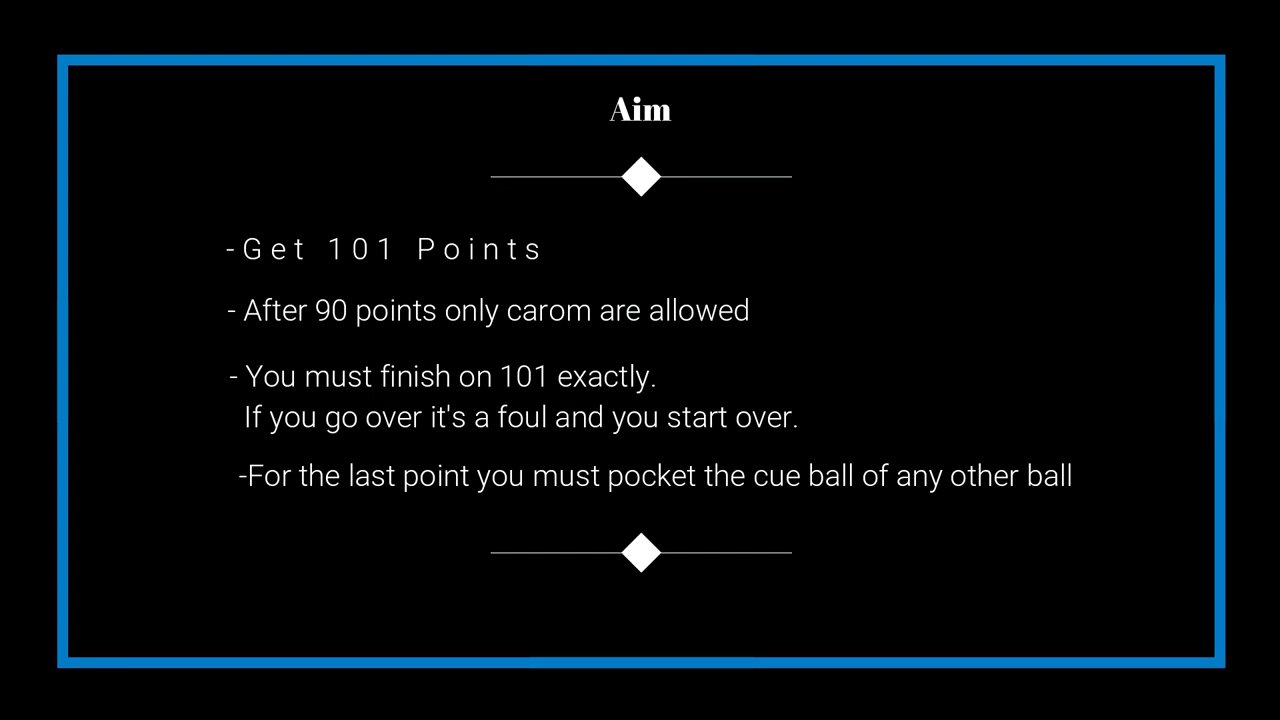 Aim
- Get 101 Points
- After 90 points only carom are allowed
- You must finish on 101 exactly.
If you go over it's a foul and you start over.
-For the last point you must pocket the cue ball of any other ball